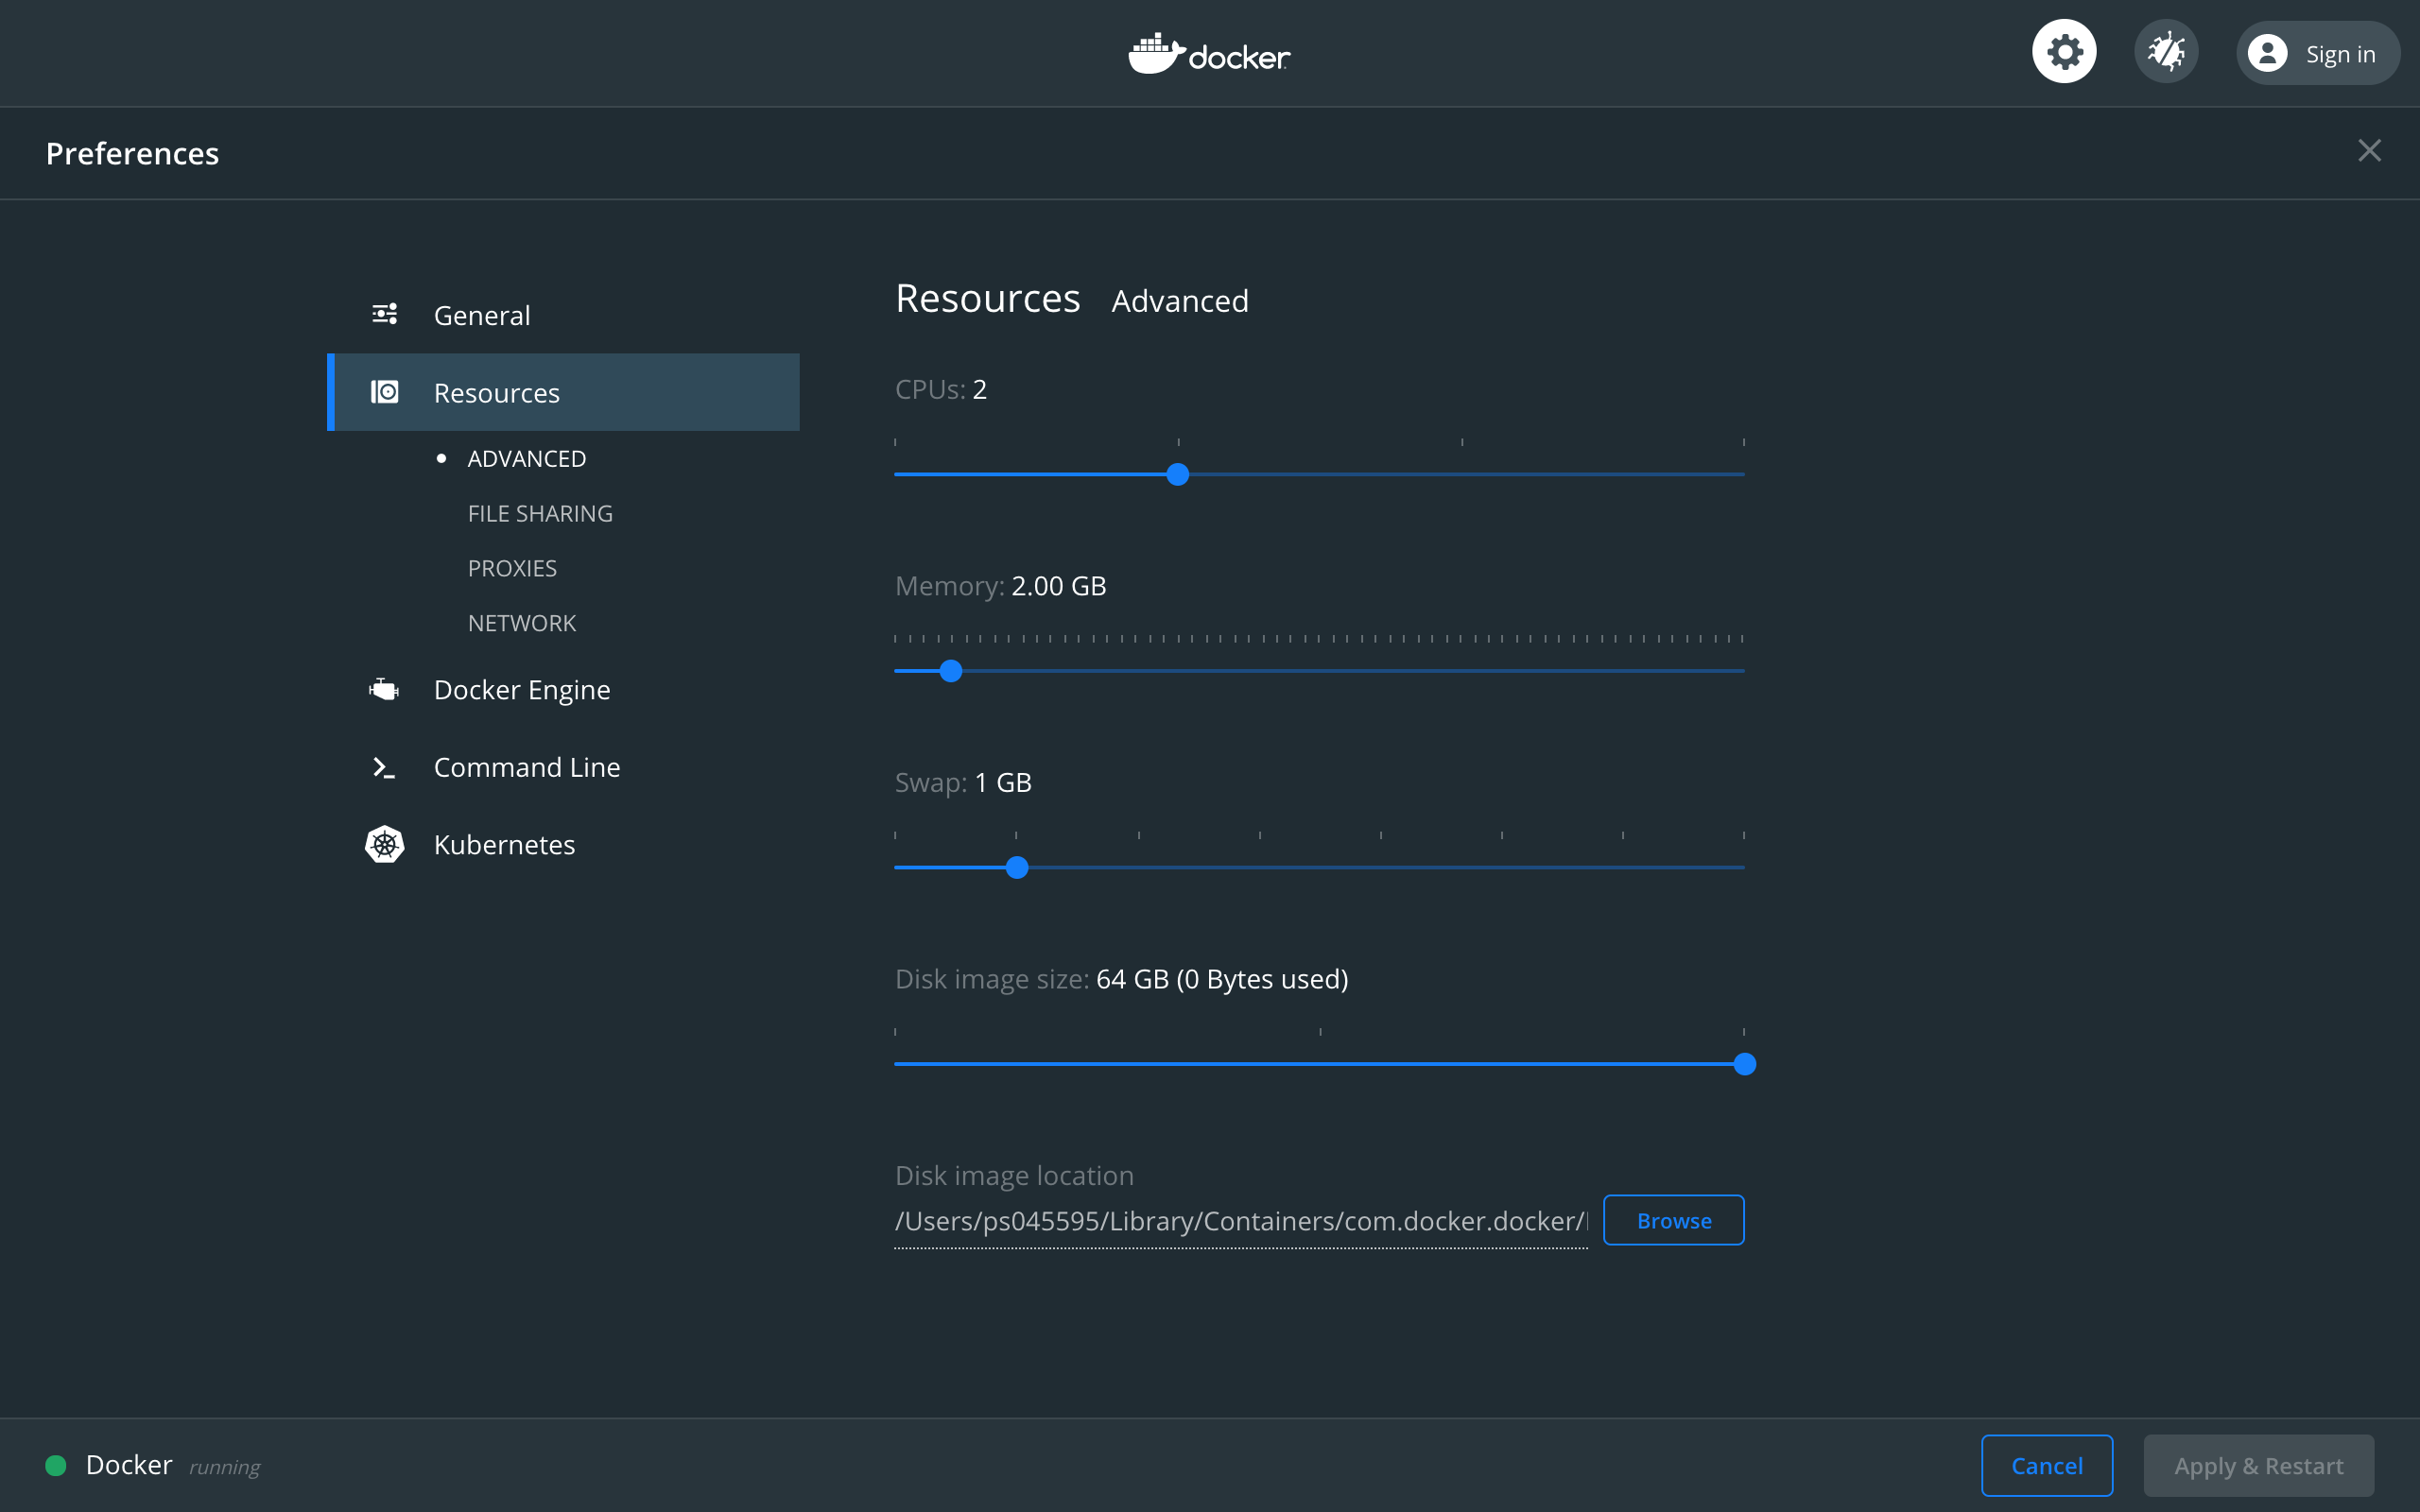 docker
Sign in
Preferences
General
Resources
ADVANCED
FILE SHARING
PROXIES
NETWORK
Docker Engine
Command Line
Kubernetes
Resources Advanced
CPUs: 2
Memory: 2.00 GB
Swap: 1 GB
Disk image size: 64 GB (0 Bytes used)
Disk image location
/Users/ps045595/Library/Containers/com.docker.docker/
Browse
Docker running
Cancel
Apply & Restart